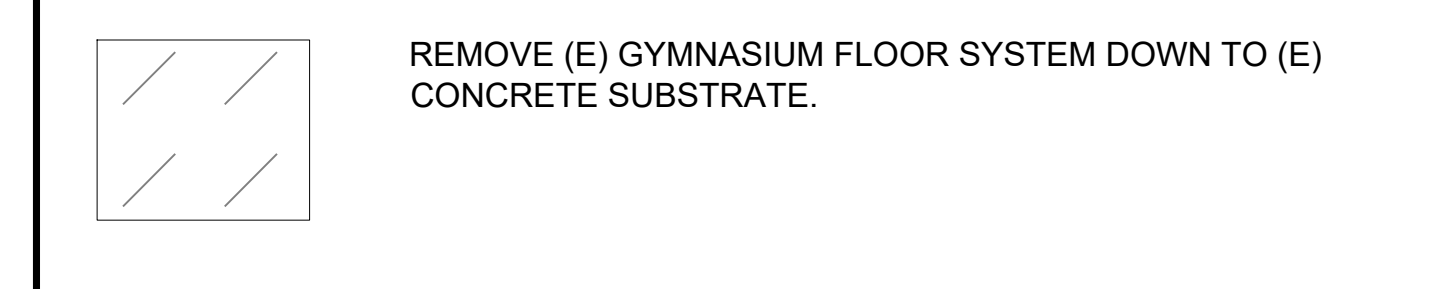 REMOVE (E) GYMNASIUM FLOOR SYSTEM DOWN TO (E)
CONCRETE SUBSTRATE.